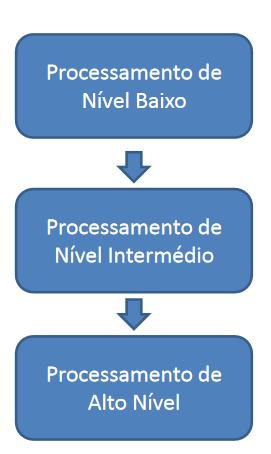 Processamento de
Nível Baixo
Processamento de
Nível Intermédio
Processamento de
Alto Nível